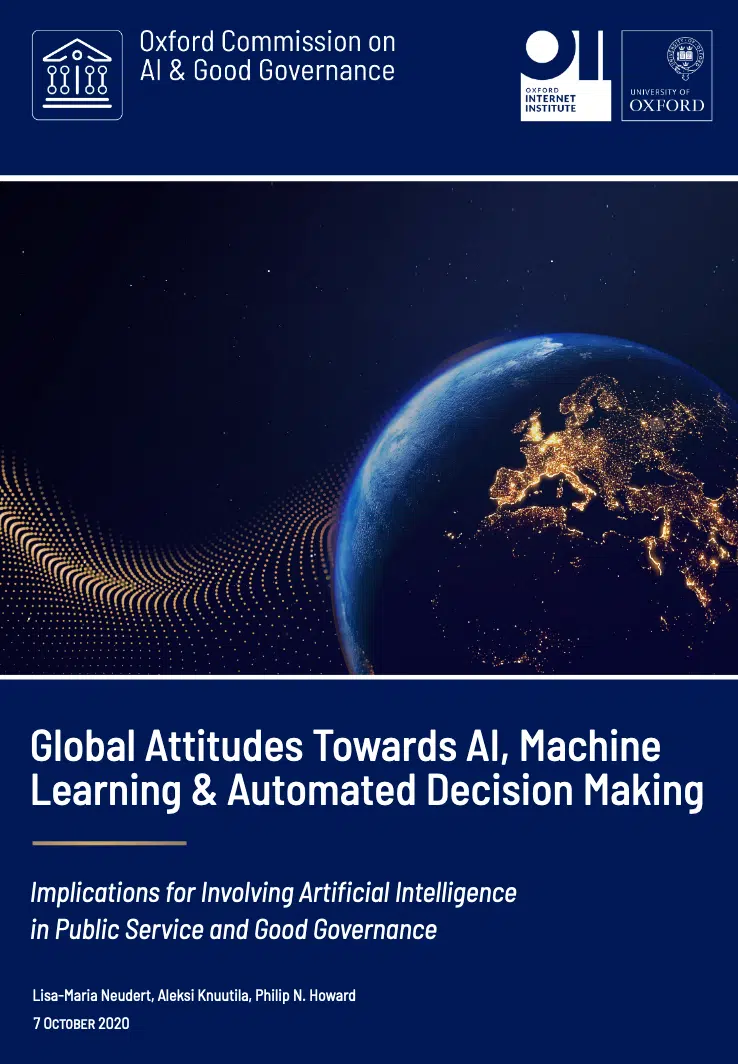 Oxford Commission on
AI & Good Governance
OXFORD
INTERNET
INSTITUTE
UNIVERSITY OF
OXFORD
Global Attitudes Towards AI, Machine
Learning & Automated Decision Making
Implications for Involving Artificial Intelligence
in Public Service and Good Governance
Lisa-Maria Neudert, Aleksi Knuutila, Philip N. Howard
7 OCTOBER 2020